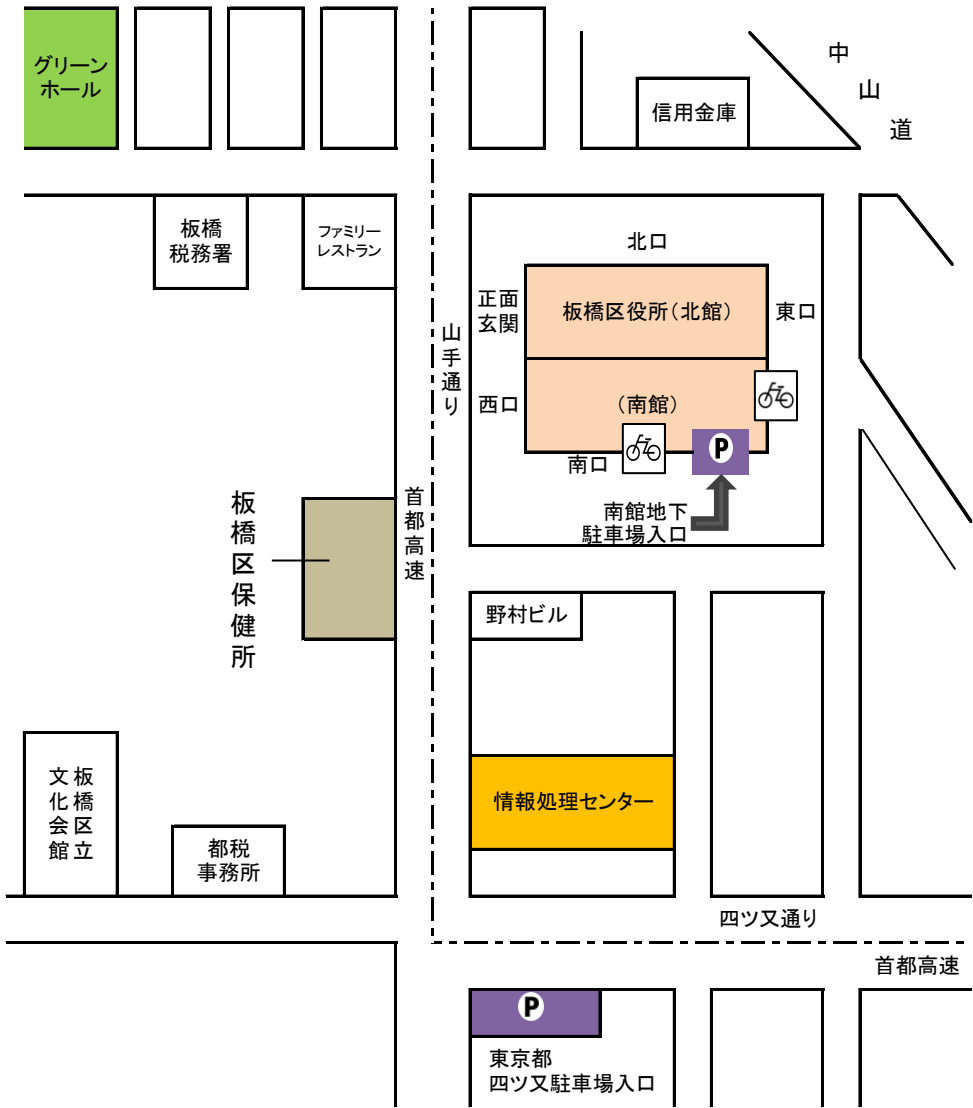 グリーン
ホール
信用金庫
中山道
板橋
税務署
ファミリー
レストラン
北口
正面
玄関
板橋区役所(北館)
東口
山手通り
西口
(南館)
南口
P
南館地下
駐車場入口
首都高速
板橋区保健所
野村ビル
情報処理センター
板橋区立
文化会館
都税
事務所
四ツ又通り
首都高速
P
東京都
四ツ又駐車場入口